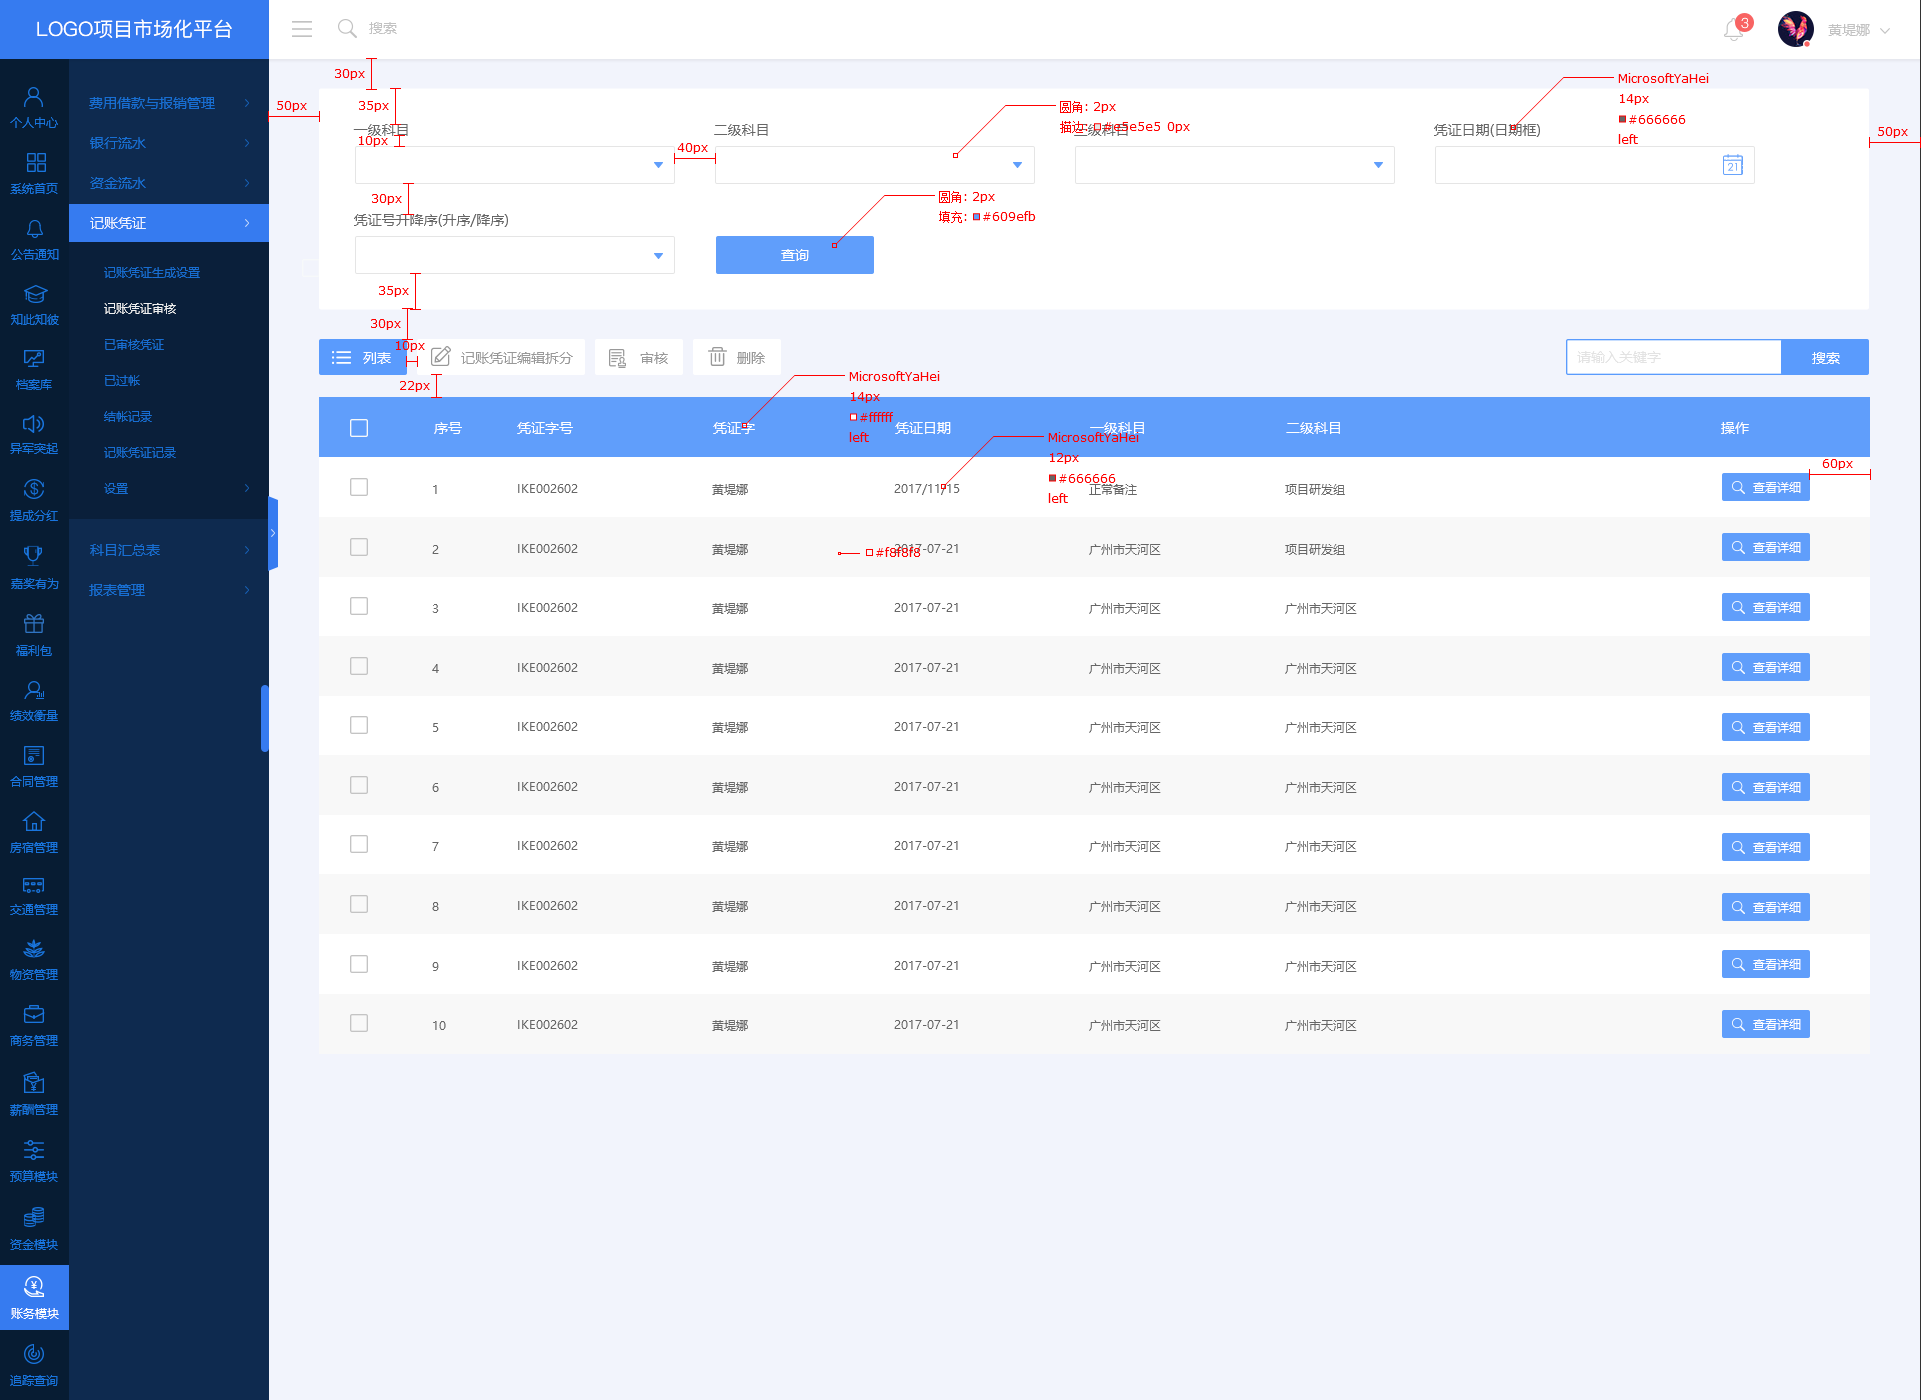 LOGO项目市场化平台
搜索
3
黄堤娜
个人中心
系统首页
公告通知
知此知彼
档案库
异军突起
提成分红
嘉奖有为
福利包
绩效衡量
合同管理
房宿管理
交通管理
物资管理
商务管理
薪酬管理
预算模块
资金模块
账务模块
追踪查询
费用借款与报销管理
银行流水
资金流水
记账凭证
记账凭证生成设置
记账凭证审核
已审核凭证
已过帐
结帐记录
记账凭证记录
设置
科目汇总表
报表管理
30px
50px
35px
10px
一级科目
二级科目
三级科目
凭证日期(日期框)
21
40px
圆角: 2px
描边: #e5e5e5 0px
MicrosoftYaHei
14px
#666666
left
50px
30px
凭证号升降序(升序/降序)
查询
圆角: 2px
填充: #609efb
35px
30px
10px
22px
列表
记账凭证编辑拆分
审核
删除
请输入关键字
搜索
MicrosoftYaHei
14px
#ffffff
left
序号 凭证字号 凭证字 凭证日期 一级科目 二级科目 操作
MicrosoftYaHei
12px
#666666
left
60px
1 IKE002602 黄堤娜 2017/11/15 正常备注 项目研发组 查看详细
2 IKE002602 黄堤娜 2017-07-21 广州市天河区 项目研发组 查看详细
#f8f8f8
3 IKE002602 黄堤娜 2017-07-21 广州市天河区 广州市天河区 查看详细
4 IKE002602 黄堤娜 2017-07-21 广州市天河区 广州市天河区 查看详细
5 IKE002602 黄堤娜 2017-07-21 广州市天河区 广州市天河区 查看详细
6 IKE002602 黄堤娜 2017-07-21 广州市天河区 广州市天河区 查看详细
7 IKE002602 黄堤娜 2017-07-21 广州市天河区 广州市天河区 查看详细
8 IKE002602 黄堤娜 2017-07-21 广州市天河区 广州市天河区 查看详细
9 IKE002602 黄堤娜 2017-07-21 广州市天河区 广州市天河区 查看详细
10 IKE002602 黄堤娜 2017-07-21 广州市天河区 广州市天河区 查看详细